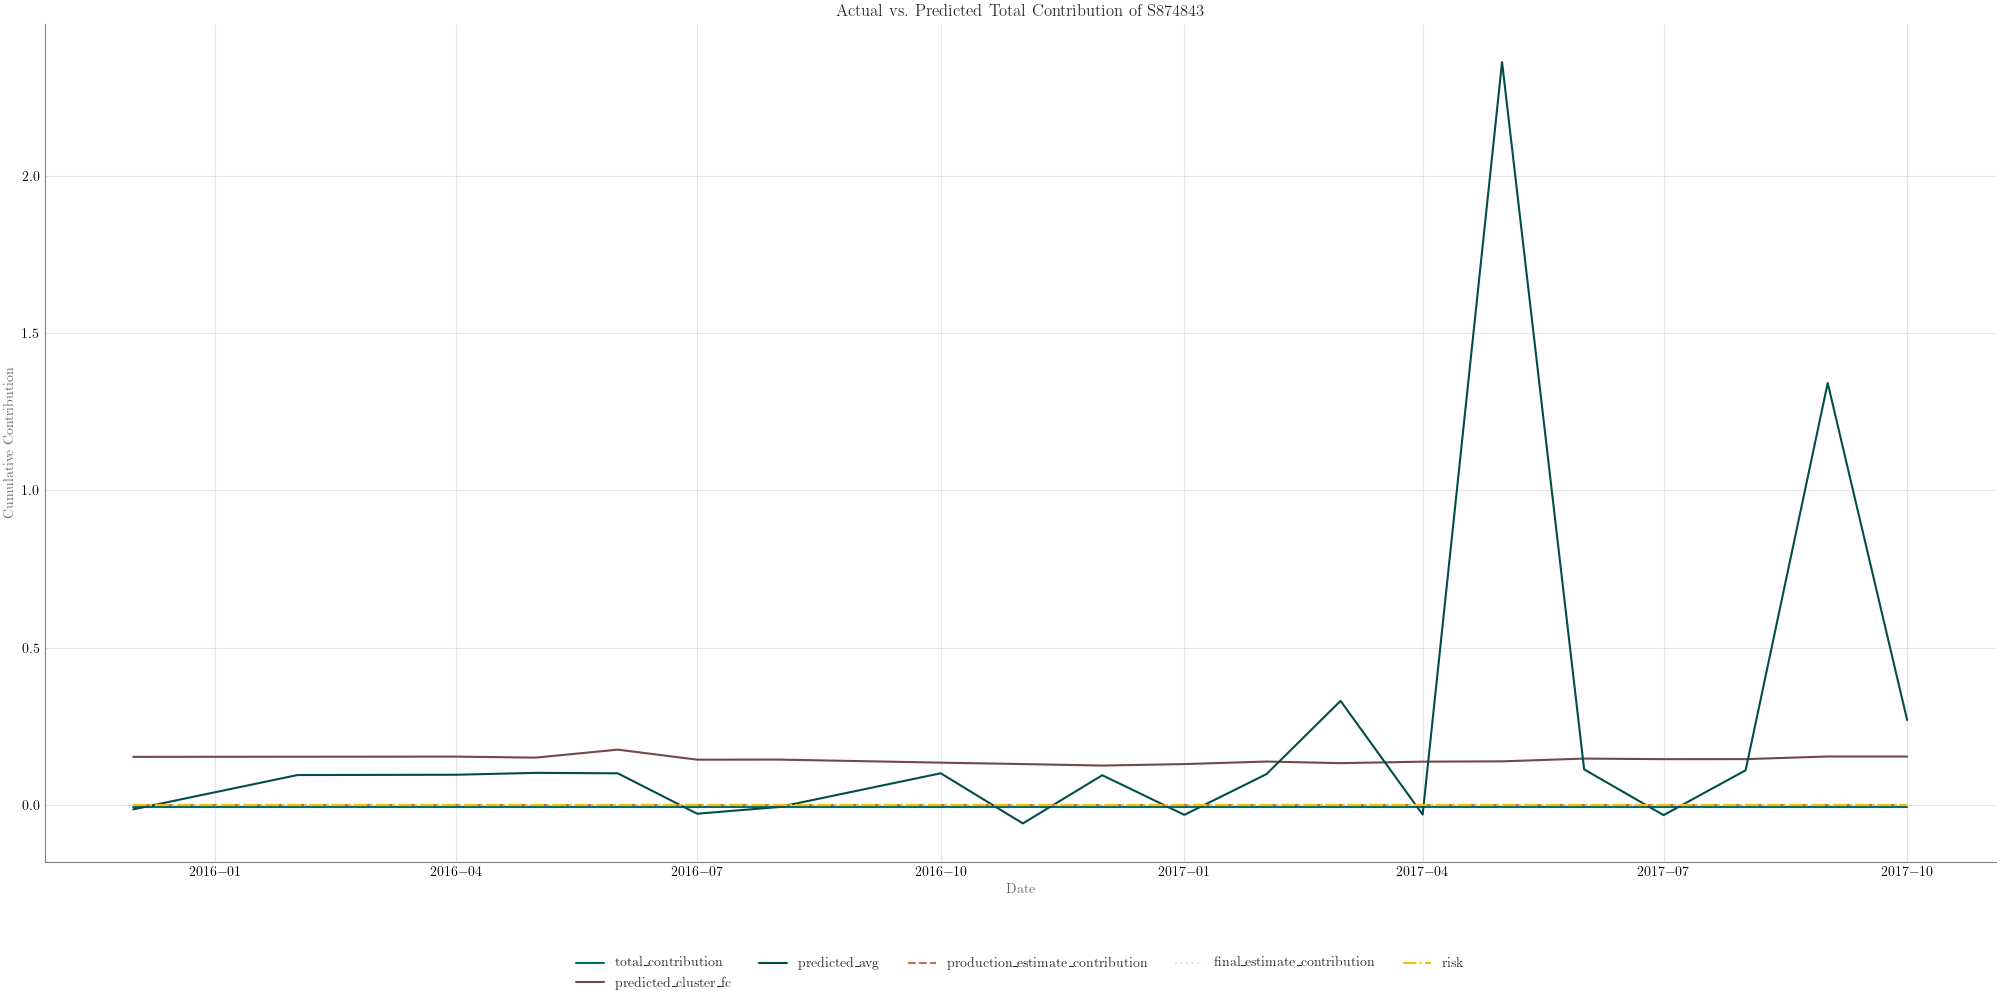 Actual vs. Predicted Total Contribution of S874843
Cumulative Contribution
2.0
1.5
1.0
0.5
0.0
2016–01 2016–04 2016–07 2016–10 2017–01 2017–04 2017–07 2017–10
Date
total_contribution predicted_avg production_estimate_contribution final_estimate_contribution risk
predicted_cluster_fc